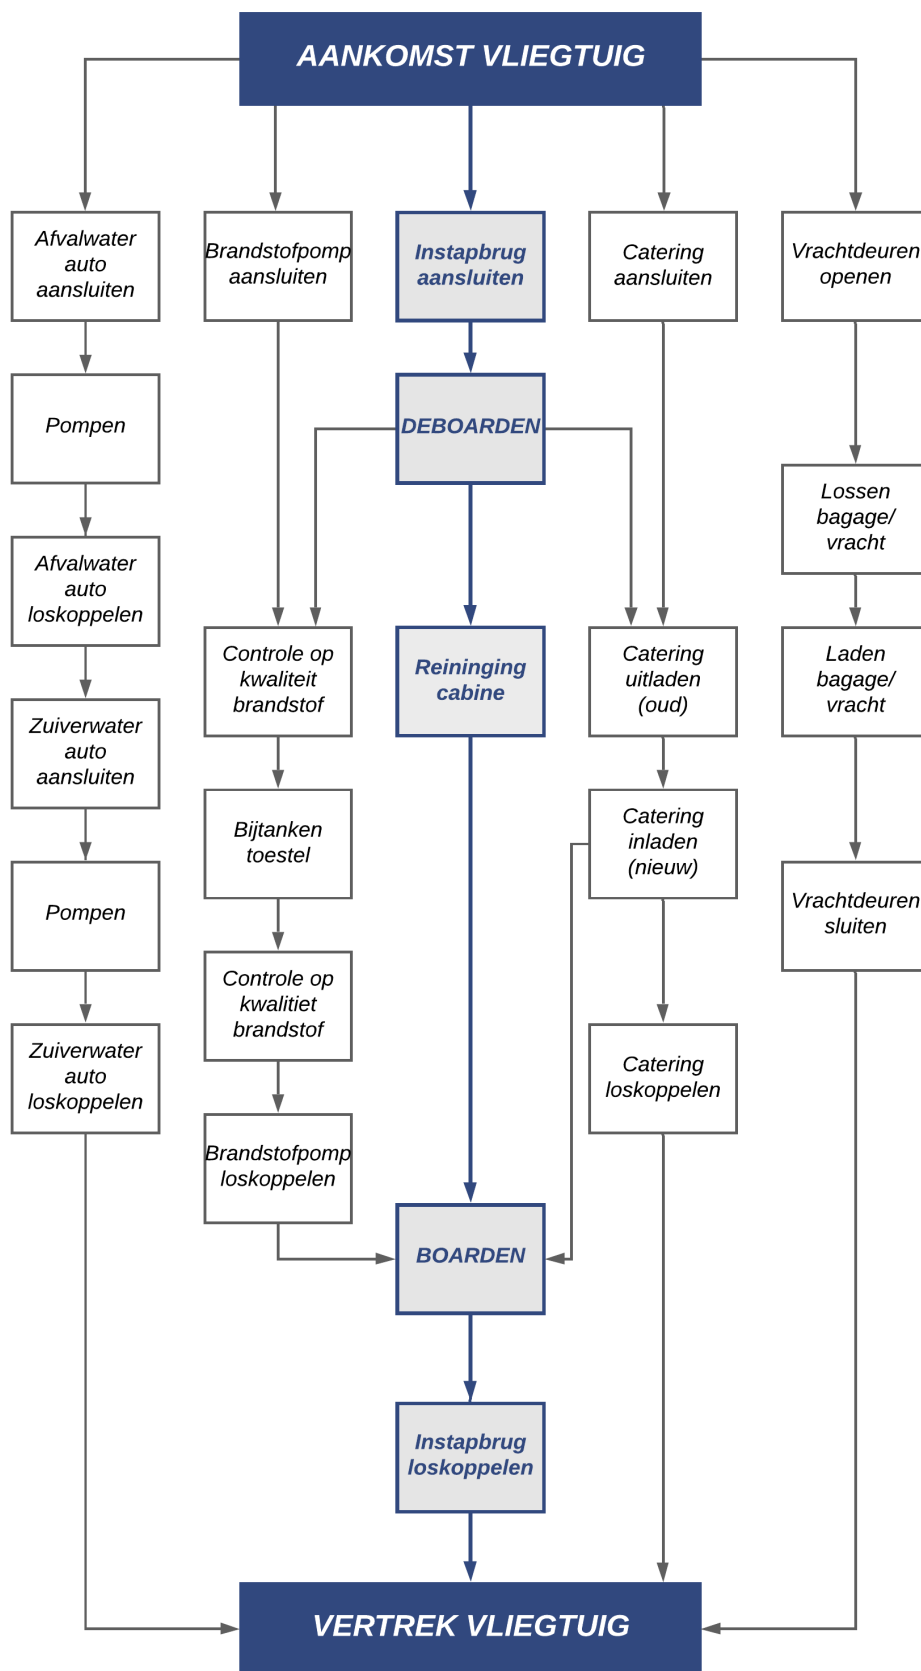 AANKOMST VLIEGTUIG
Afvalwater
auto
aansluiten
Brandstofpomp
aansluiten
Instapbrug
aansluiten
Catering
aansluiten
Vrachtdeuren
openen
Pompen
DEBOARDEN
Lossen
bagage/
vracht
Afvalwater
auto
loskoppelen
Controle op
kwaliteit
brandstof
Reininging
cabine
Catering
uitladen
(oud)
Laden
bagage/
vracht
Zuiverwater
auto
aansluiten
Bijtanken
toestel
Catering
inladen
(nieuw)
Pompen
Vrachtdeuren
sluiten
Controle op
kwalitiet
brandstof
Zuiverwater
auto
loskoppelen
Catering
loskoppelen
Brandstofpomp
loskoppelen
BOARDEN
Instapbrug
loskoppelen
VERTREK VLIEGTUIG